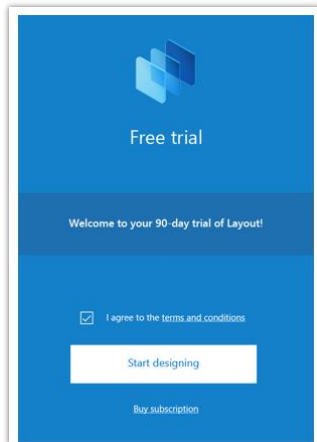 Free trial
Welcome to your 90-day trial of Layout!
I agree to the terms and conditions
Start designing
Buy subscription